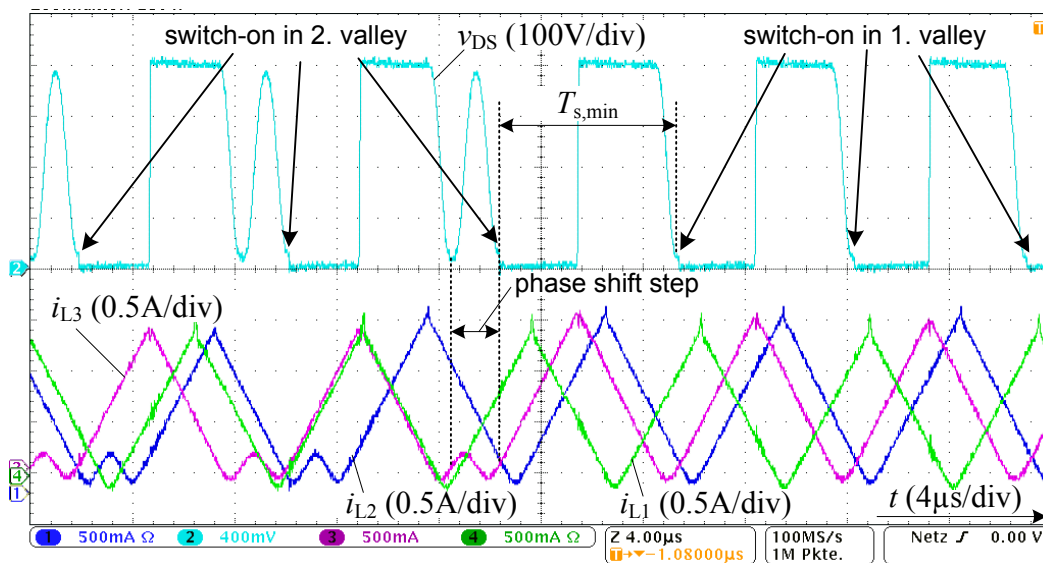 switch-on in 2. valley
vDS (100V/div)
switch-on in 1. valley
T
Ts,min
2
phase shift step
iL3 (0.5A/div)
3
4
1
iL2 (0.5A/div)
iL1 (0.5A/div)
t (4µs/div)
1 500mA Ω 2 400mV 3 500mA 4 500mA Ω
Z 4.00µs
T→▼−1.08000µs
100MS/s
1M Pkte.
Netz ƒ 0.00 V